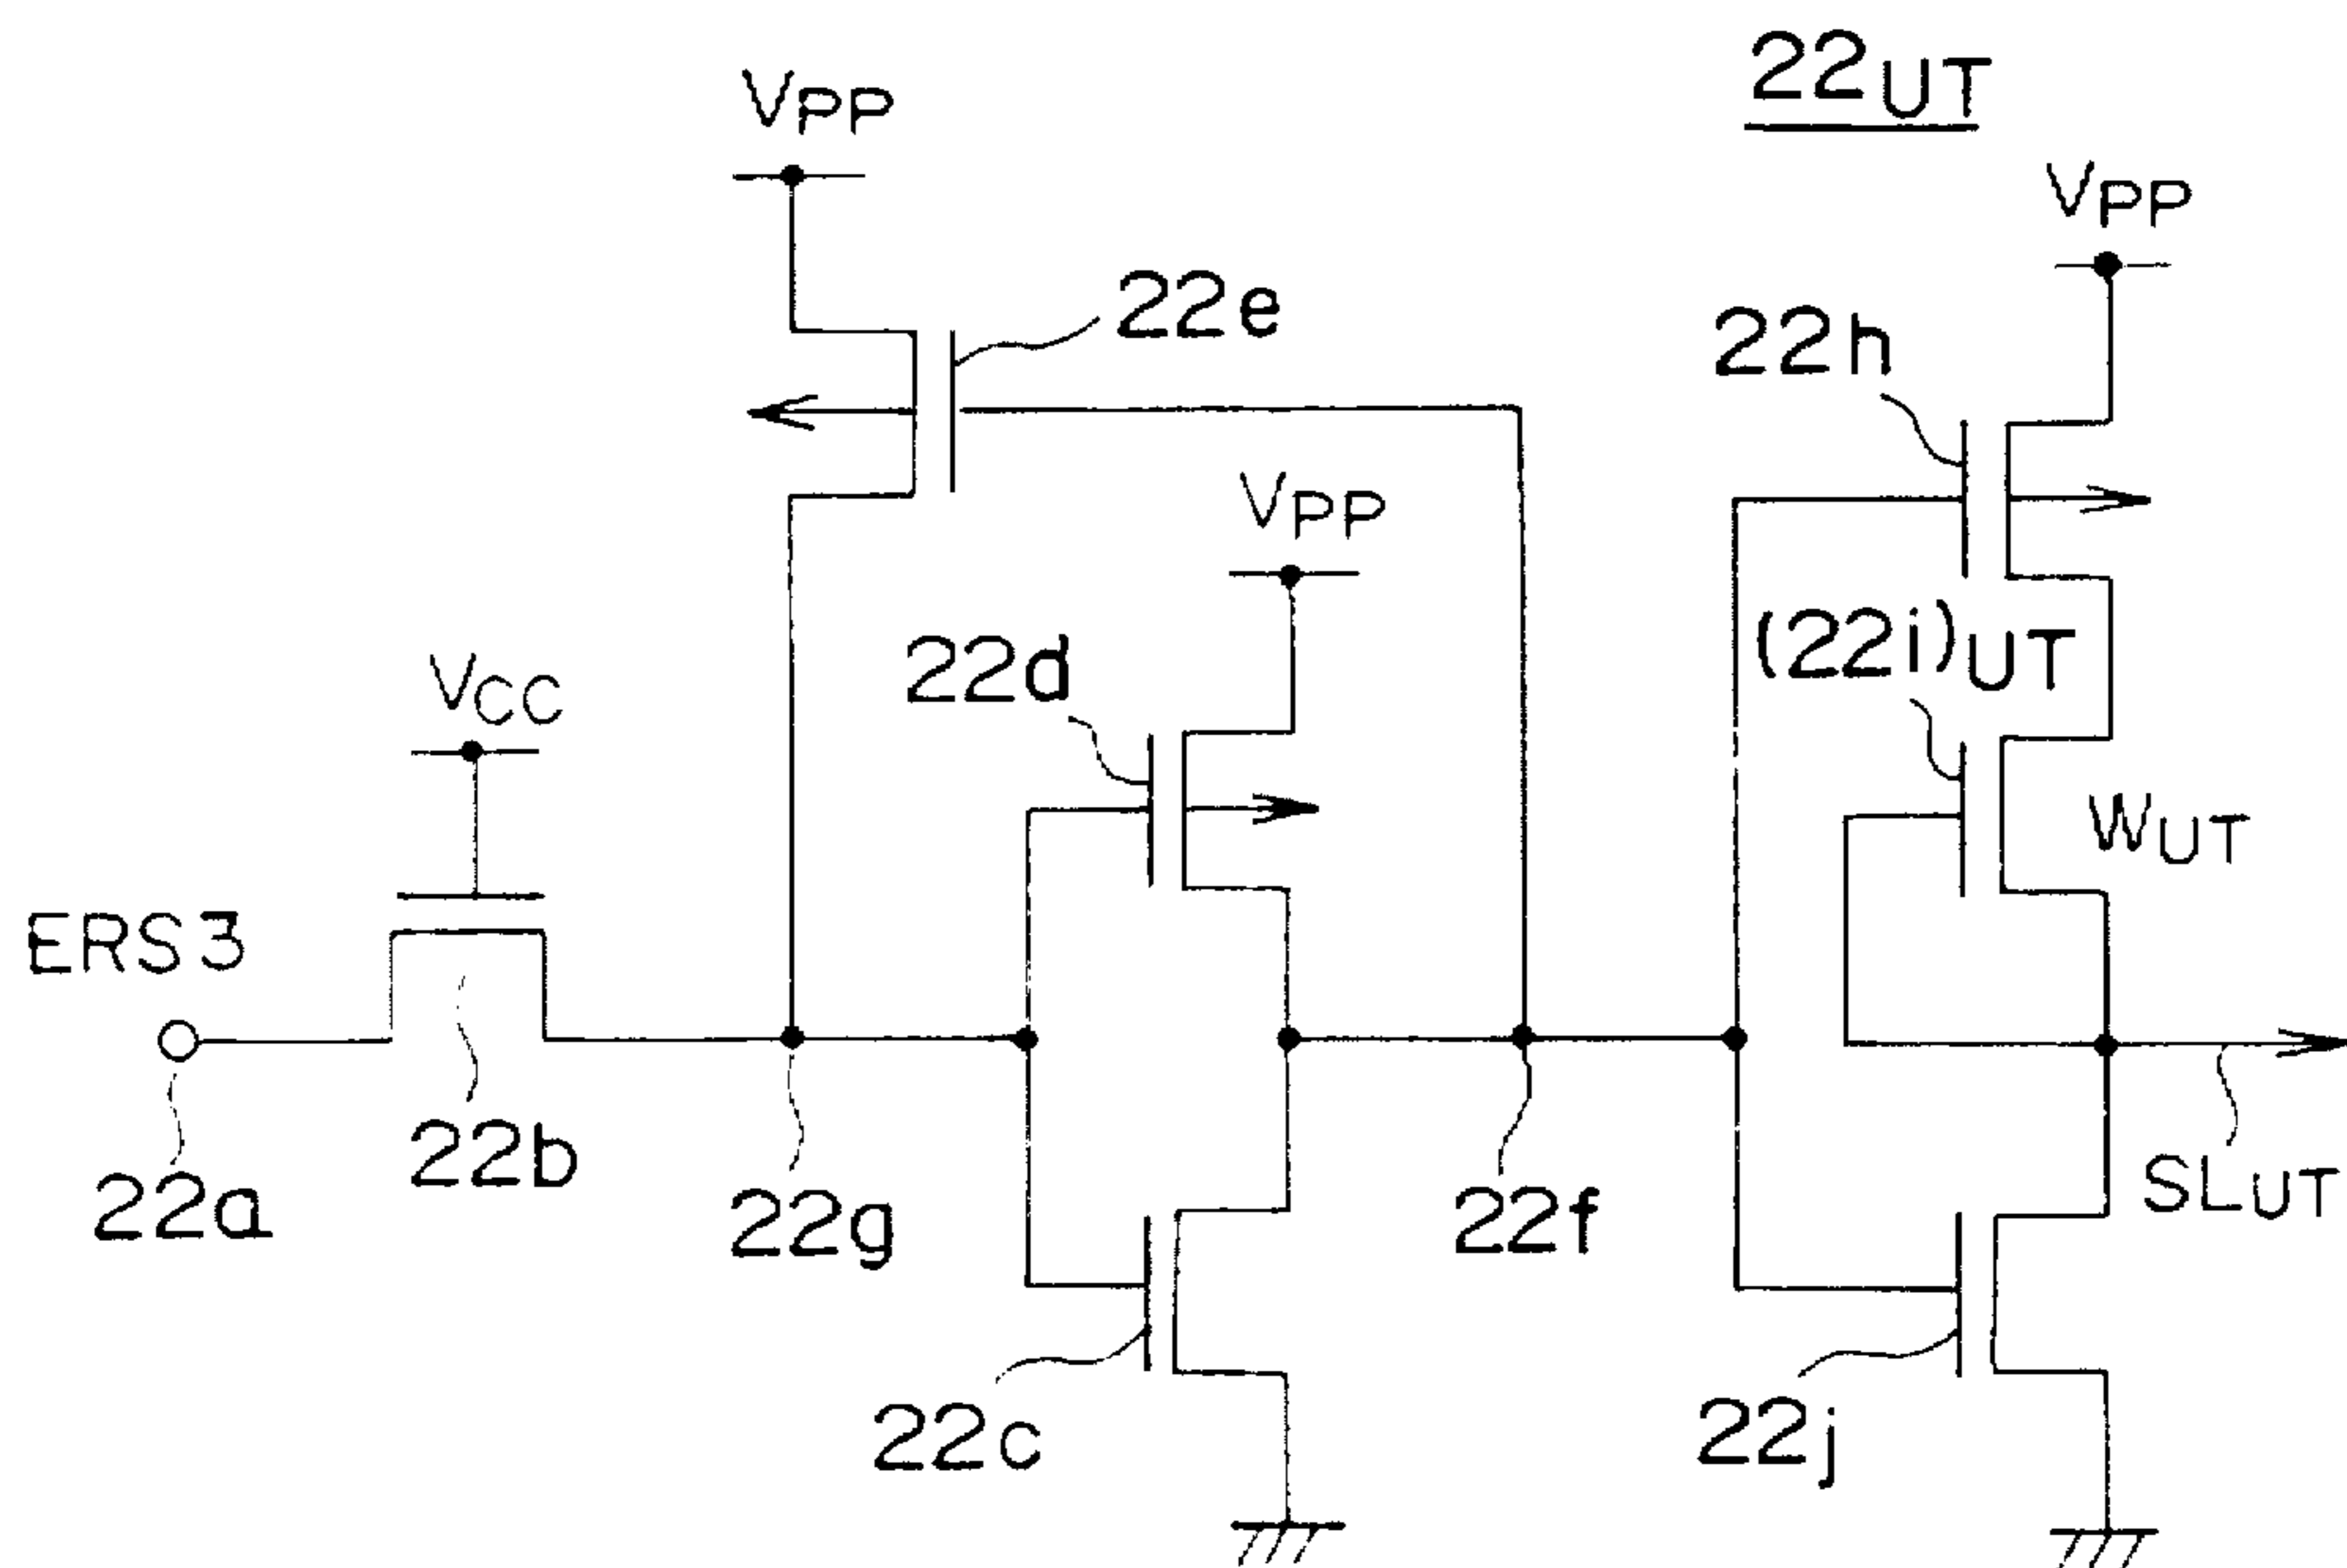 22UT
VPP
VPP
22e
22h
VPP
(22i)UT
22d
VCC
WUT
ERS3
22b
SLUT
22a
22g
22f
22c
22j